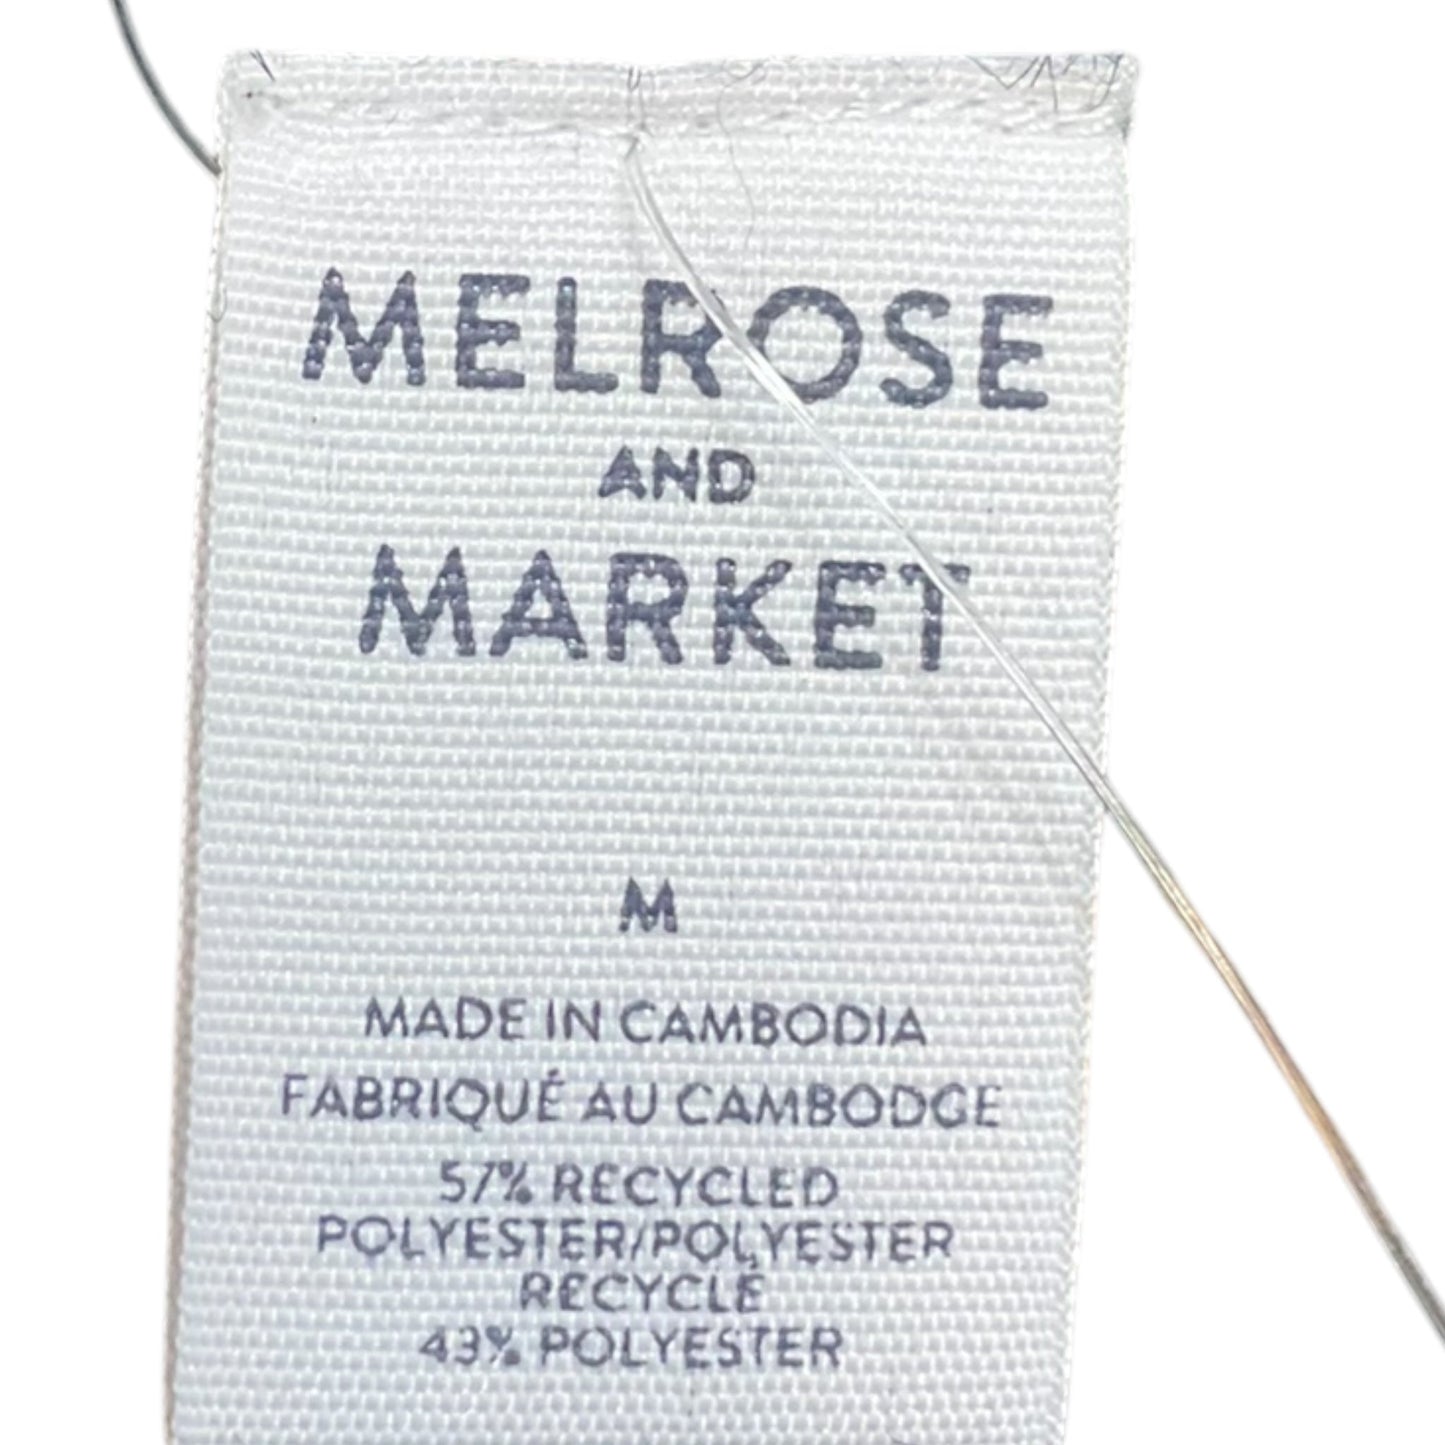 MELROSE
AND
MARKET
M
MADE IN CAMBODIA
FABRIQUÉ AU CAMBODGE
57% RECYCLED
POLYESTER/POLYESTER
RECYCLÉ
43% POLYESTER